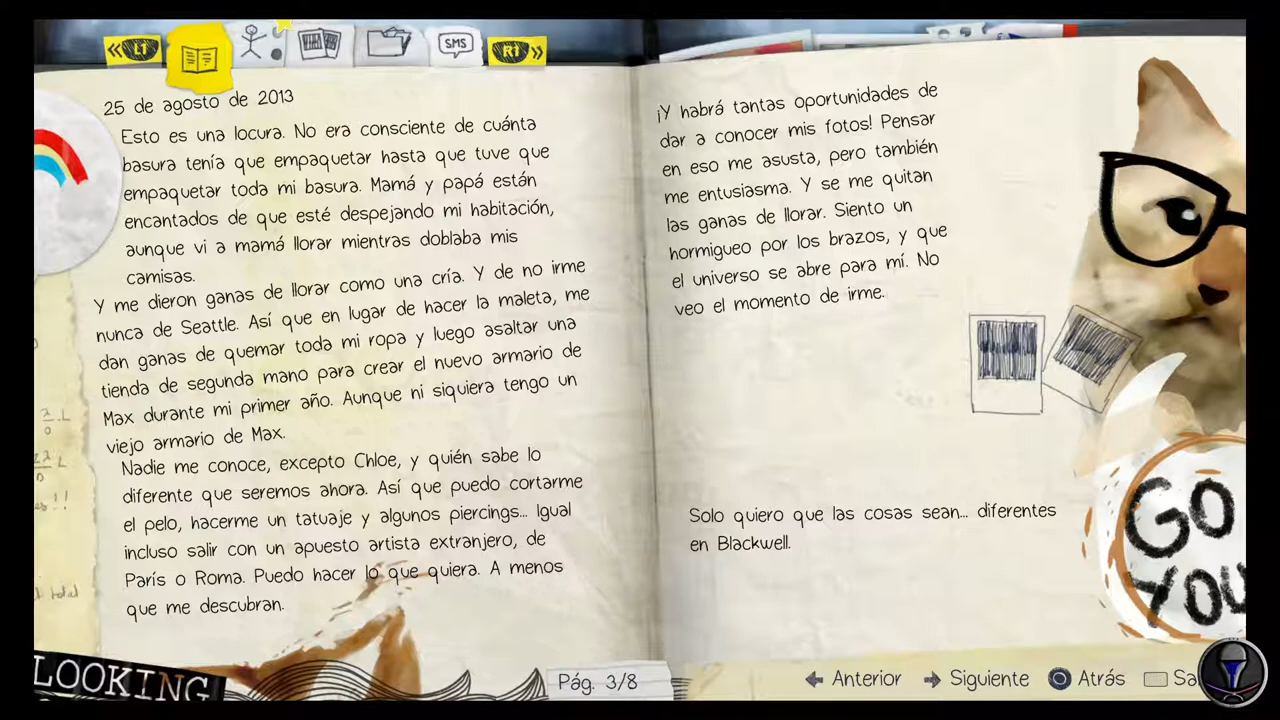 L1
SMS
R1
25 de agosto de 2013
Esto es una locura. No era consciente de cuánta
basura tenía que empaquetar hasta que tuve que
empaquetar toda mi basura. Mamá y papá están
encantados de que esté despejando mi habitación,
aunque vi a mamá llorar mientras doblaba mis
camisas.
Y me dieron ganas de llorar como una cría. Y de no irme
nunca de Seattle. Así que en lugar de hacer la maleta, me
dan ganas de quemar toda mi ropa y luego asaltar una
tienda de segunda mano para crear el nuevo armario de
Max durante mi primer año. Aunque ni siquiera tengo un
viejo armario de Max.
Nadie me conoce, excepto Chloe, y quién sabe lo
diferente que seremos ahora. Así que puedo cortarme
el pelo, hacerme un tatuaje y algunos piercings... Igual
incluso salir con un apuesto artista extranjero, de
París o Roma. Puedo hacer lo que quiera. A menos
que me descubran.
¡Y habrá tantas oportunidades de
dar a conocer mis fotos! Pensar
en eso me asusta, pero también
me entusiasma. Y se me quitan
las ganas de llorar. Siento un
hormigueo por los brazos, y que
el universo se abre para mí. No
veo el momento de irme.
Solo quiero que las cosas sean... diferentes
en Blackwell.
GO
YOU
LOOKING
Pág. 3/8
Anterior
Siguiente
Atrás
Sa